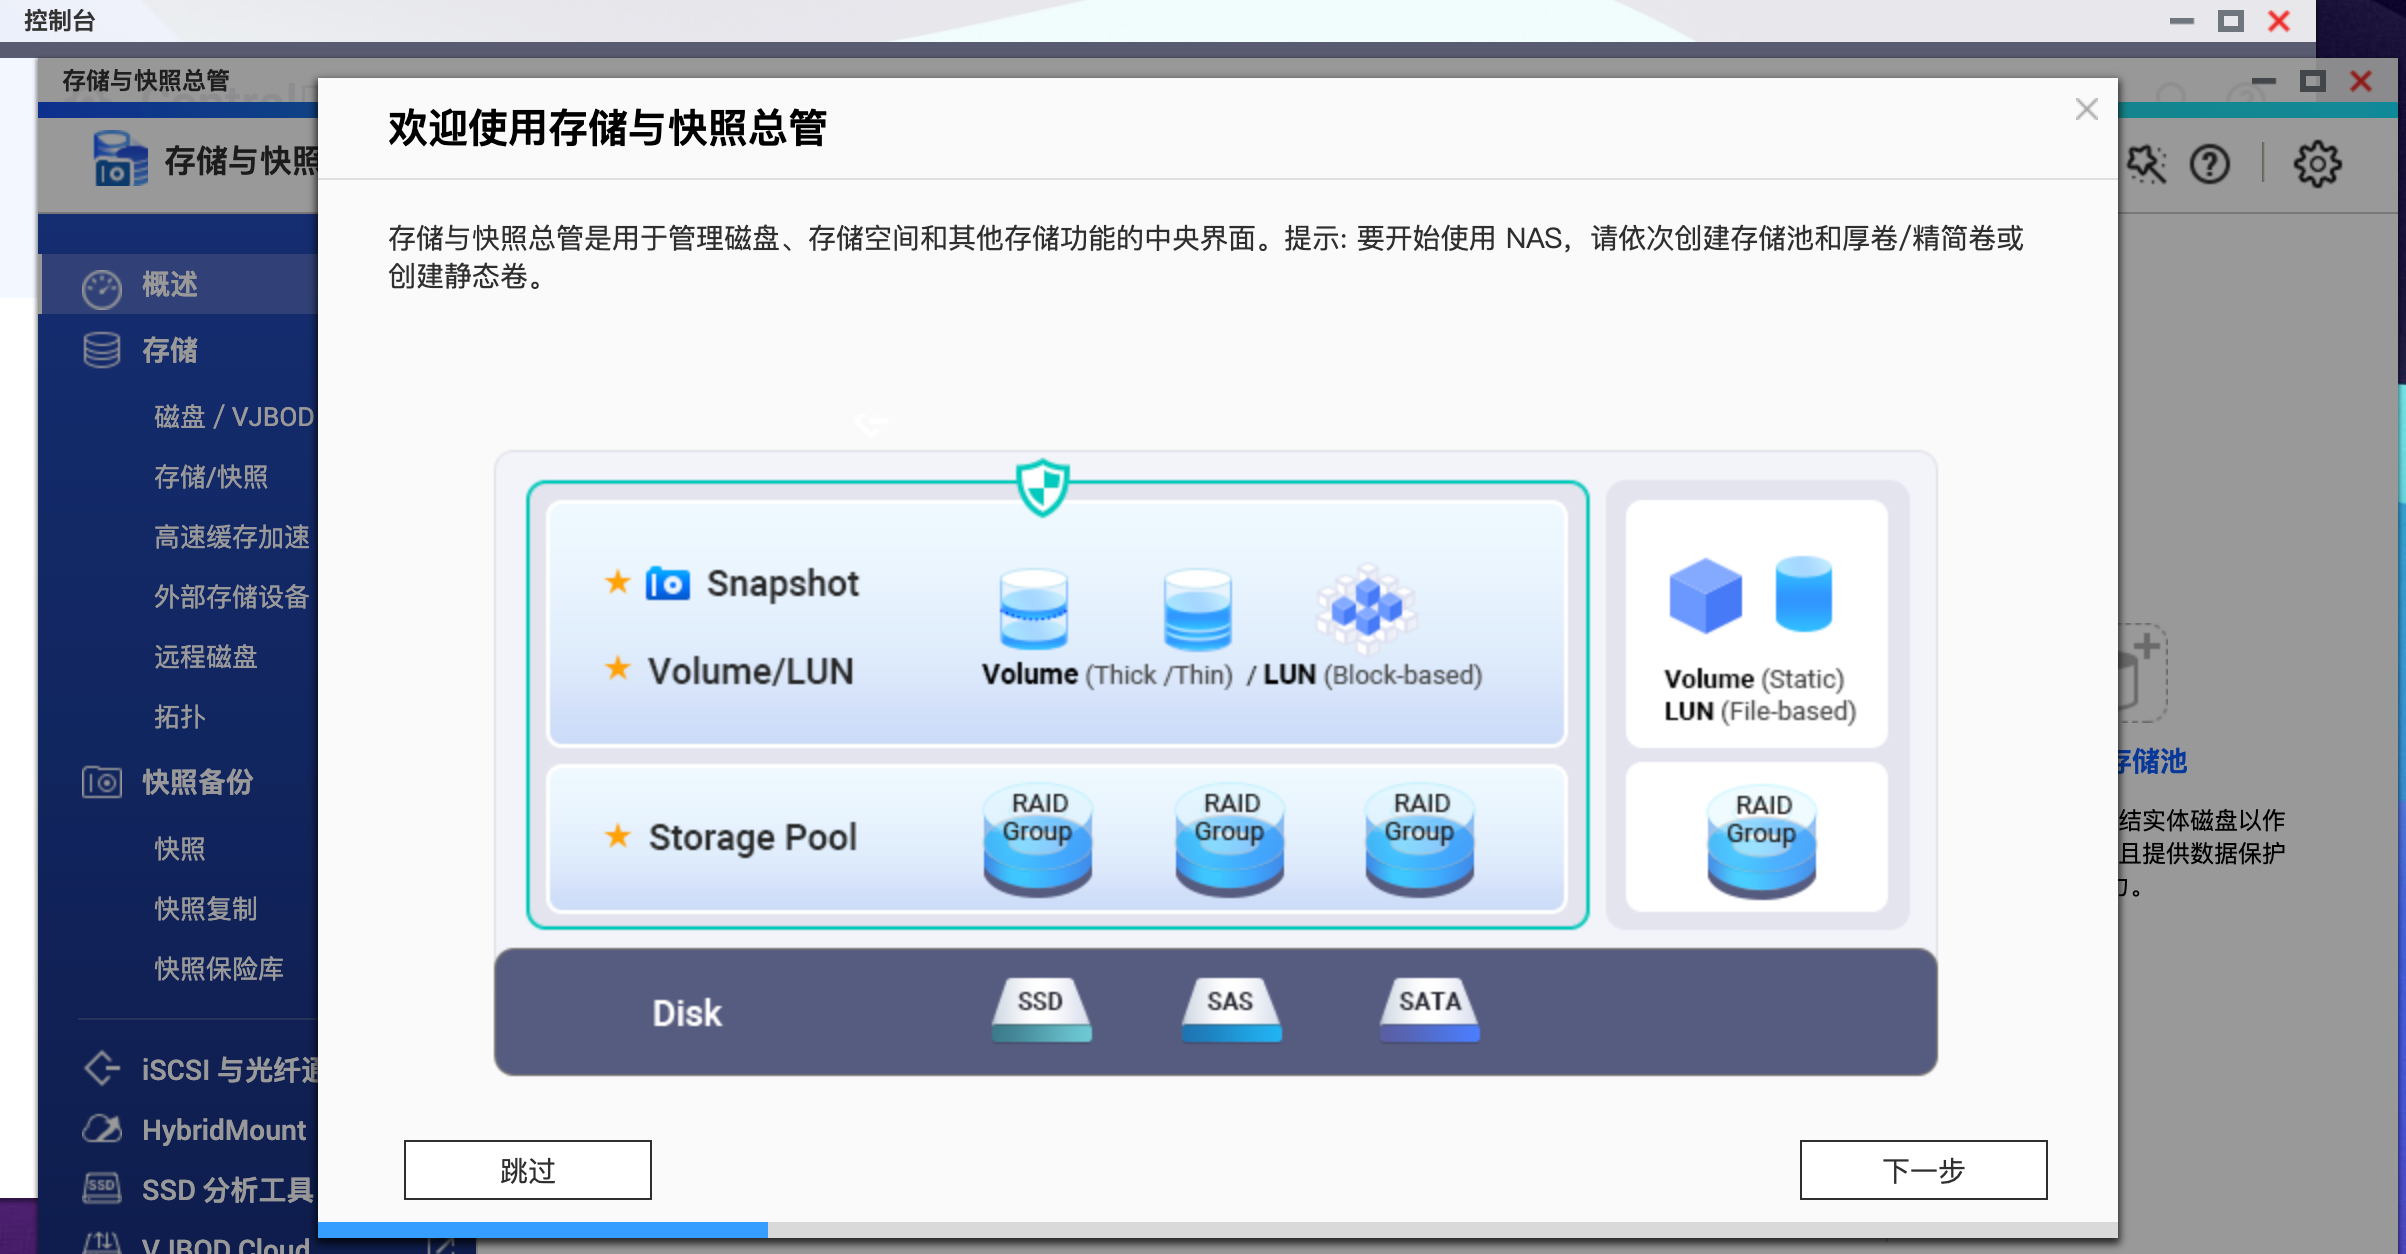 控制台
存储与快照总管
欢迎使用存储与快照总管
存储与快照
存储与快照总管是用于管理磁盘、存储空间和其他存储功能的中央界面。提示: 要开始使用 NAS，请依次创建存储池和厚卷/精简卷或
创建静态卷。
概述
存储
磁盘 / VJBOD
存储/快照
高速缓存加速
外部存储设备
远程磁盘
拓扑
快照备份
快照
快照复制
快照保险库
iSCSI 与光纤通
HybridMount
SSD 分析工具
VJBOD Cloud
Snapshot
Volume/LUN
Volume (Thick /Thin) / LUN (Block-based)
Volume (Static)
LUN (File-based)
Storage Pool
RAID
Group
RAID
Group
RAID
Group
RAID
Group
Disk
SSD
SAS
SATA
存储池
结实体磁盘以作
且提供数据保护
跳过
下一步